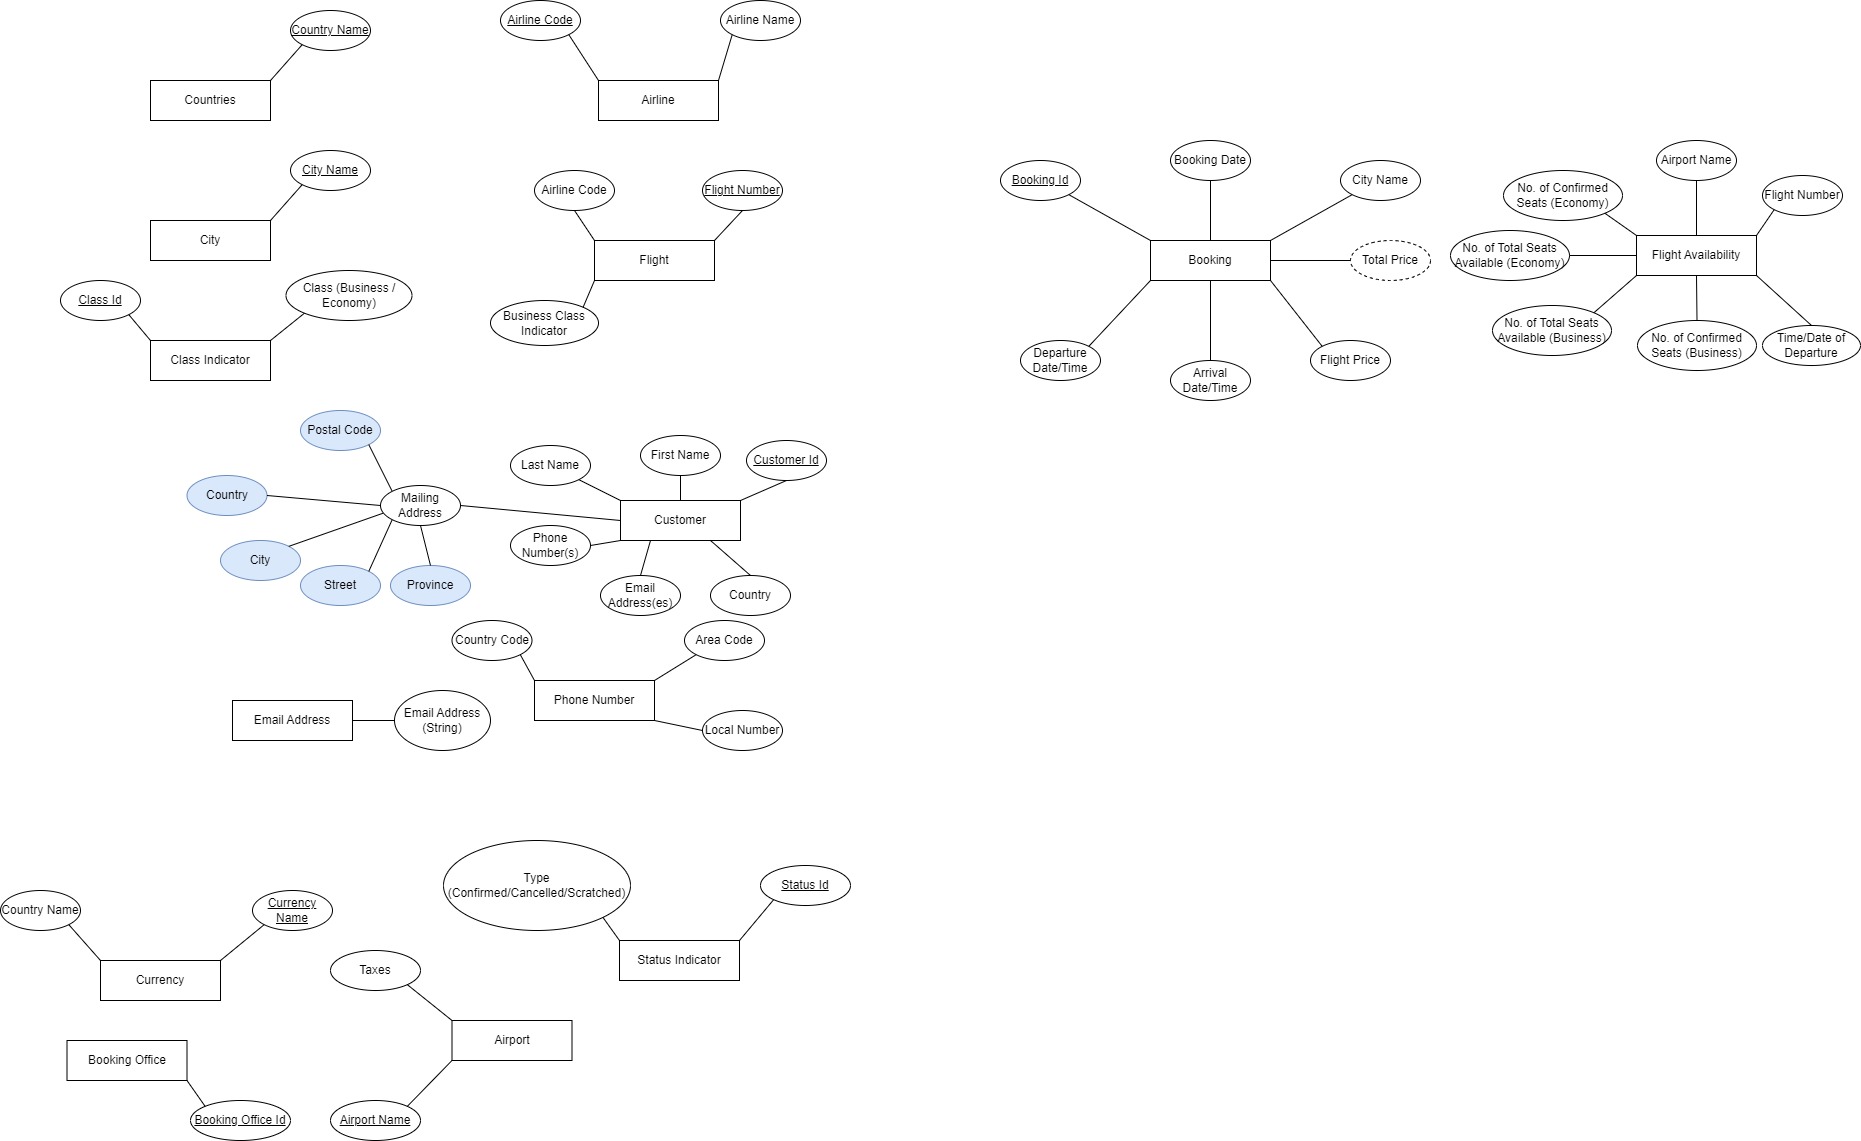 Country Name
Countries
Airline Code
Airline Name
Airline
City Name
City
Airline Code
Flight Number
Flight
Business Class
Indicator
Class Id
Class (Business /
Economy)
Class Indicator
Booking Id
Booking Date
City Name
Booking
Total Price
Departure
Date/Time
Arrival
Date/Time
Flight Price
No. of Confirmed
Seats (Economy)
Airport Name
Flight Number
No. of Total Seats
Available (Economy)
Flight Availability
No. of Total Seats
Available (Business)
No. of Confirmed
Seats (Business)
Time/Date of
Departure
Postal Code
Country
Mailing
Address
City
Street
Province
Last Name
First Name
Customer Id
Customer
Phone
Number(s)
Email
Address(es)
Country
Country Code
Area Code
Phone Number
Local Number
Email Address
Email Address
(String)
Type
(Confirmed/Cancelled/Scratched)
Status Id
Status Indicator
Country Name
Currency
Name
Currency
Taxes
Airport
Airport Name
Booking Office
Booking Office Id